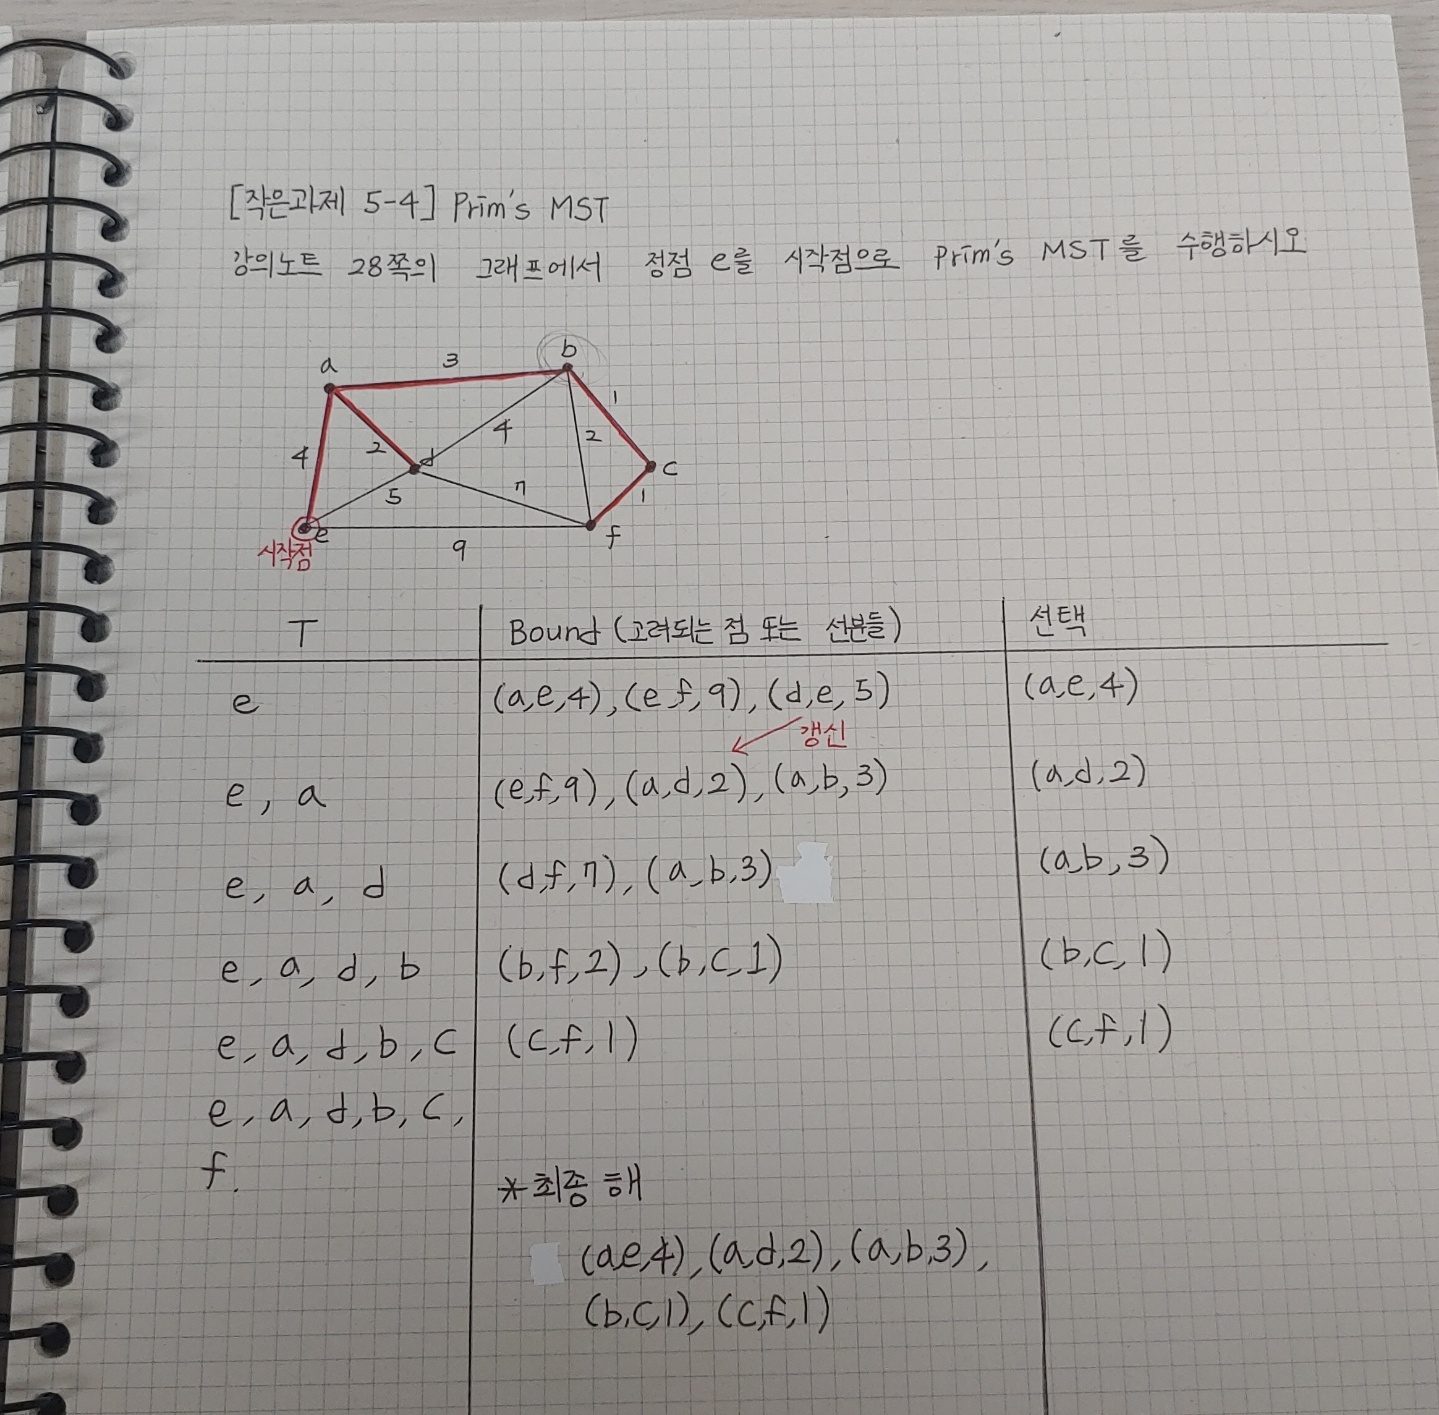 [작은과제 5-4] Prim's MST
강의노트 28쪽의 그래프에서 정점 e를 시작점으로 Prim's MST를 수행하시오
b
a
3
1
4
2
4
2
d
c
5
7
1
e
f
시작점
9
T
Bound (고려되는 점 또는 선분들)
선택
e
(a,e,4), (e f, 9), (d,e, 5)
(a,e,4)
갱신
e, a
(e,f,9), (a,d,2), (a,b,3)
(a,d,2)
e, a, d
(d,f,7), (a,b,3)
(a,b,3)
e, a, d, b
(b,f,2), (b,c,1)
(b,c,1)
e, a, d, b, c
(c,f,1)
(c,f,1)
e, a, d, b, c,
f.
*최종 해
(a,e,4), (a,d,2), (a,b,3),
(b,c,1), (c,f,1)